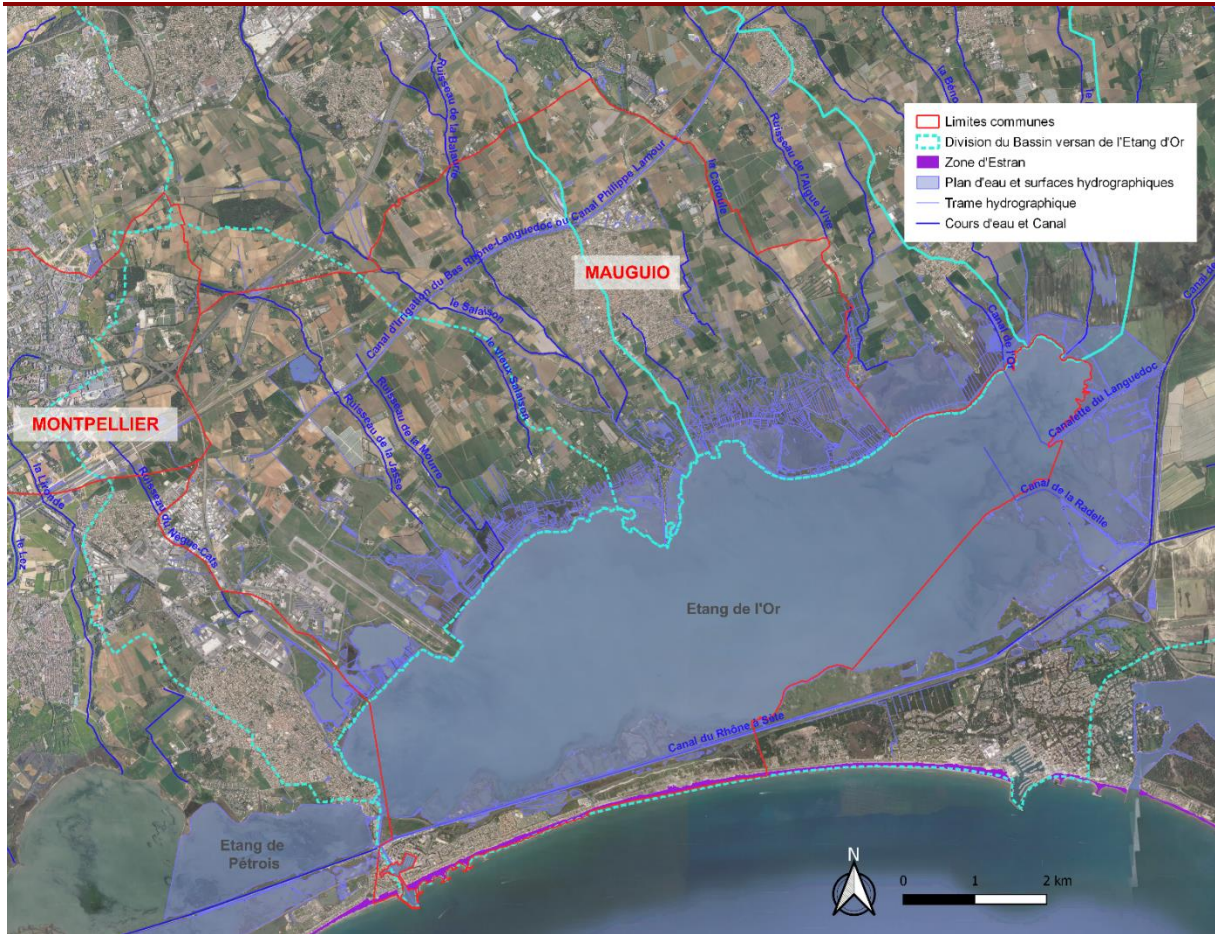 Limites communes
Division du Bassin versan de l'Etang d'Or
Zone d'Estran
Plan d'eau et surfaces hydrographiques
Trame hydrographique
Cours d'eau et Canal
Ruisseau de la Balaurie
la Cadoule
Ruisseau de l'Aigue Vive
la Béno
le
Canal d'Irrigation du Bas Rhône-Languedoc ou Canal Philippe Lamour
MAUGUIO
Canal de
le Salaison
le Vieux Salaison
Canal de l'Or
Canalette du Languedoc
Ruisseau de la Mourre
Ruisseau de la Jasse
MONTPELLIER
la Lironde
le Lez
Ruisseau du Nègue-Cats
Canal de la Radelle
Etang de l'Or
Canal du Rhône à Sète
Etang de
Pétrois
N
0 1 2 km